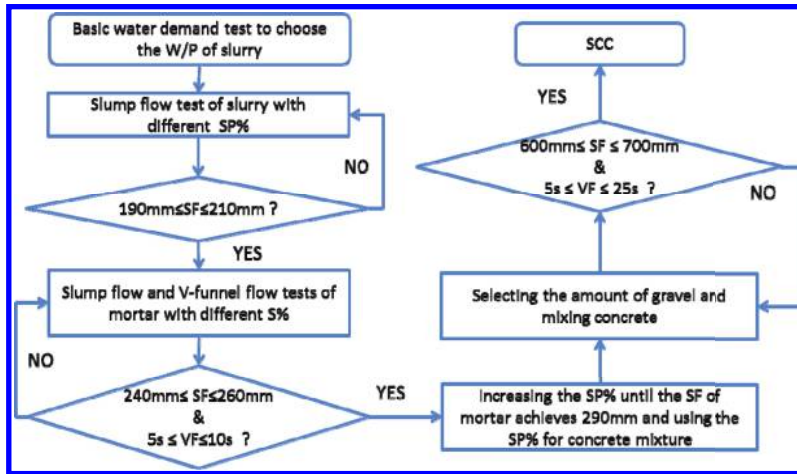 Basic water demand test to choose
the W/P of slurry
Slump flow test of slurry with
different SP%
NO
190mm≤SF≤210mm ?
YES
Slump flow and V-funnel flow tests of
mortar with different S%
NO
240mm≤ SF≤260mm
&
5s ≤ VF≤10s ?
YES
Increasing the SP% until the SF of
mortar achieves 290mm and using the
SP% for concrete mixture
Selecting the amount of gravel and
mixing concrete
600mm≤ SF ≤ 700mm
&
5s ≤ VF ≤ 25s ?
NO
YES
SCC